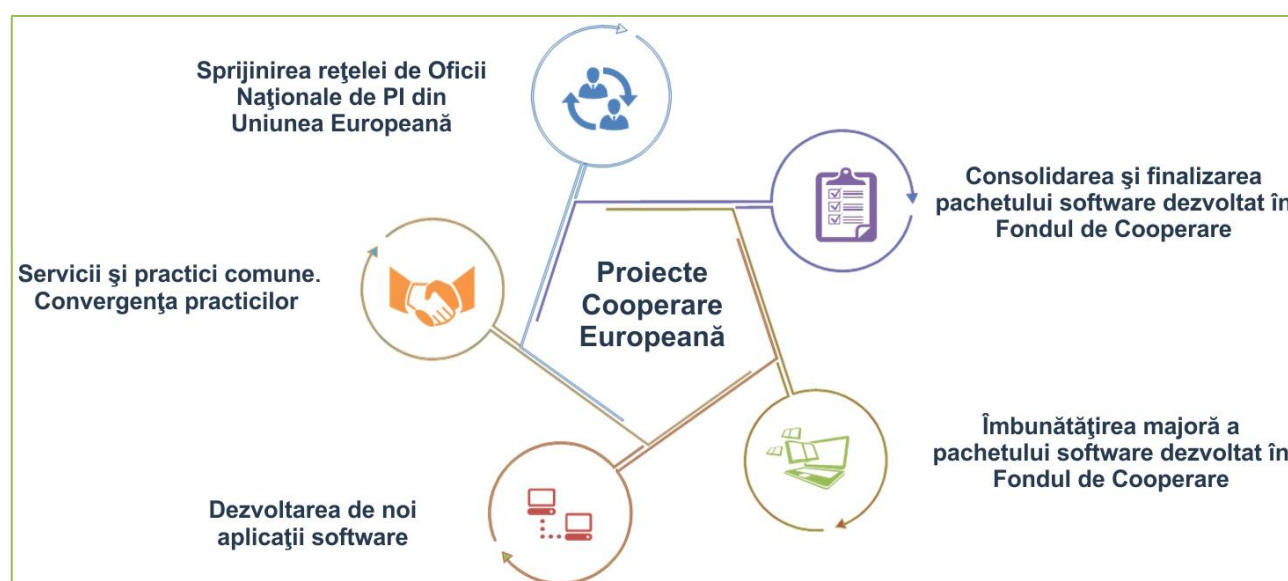 Sprijinirea reţelei de Oficii
Naţionale de PI din
Uniunea Europeană
Consolidarea şi finalizarea
pachetului software dezvoltat în
Fondul de Cooperare
Servicii şi practici comune.
Convergenţa practicilor
Proiecte
Cooperare
Europeană
Îmbunătăţirea majoră a
pachetului software dezvoltat în
Fondul de Cooperare
Dezvoltarea de noi
aplicaţii software